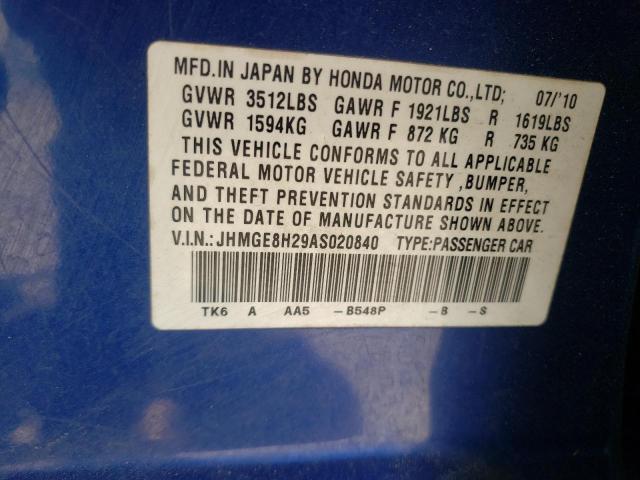 MFD.IN JAPAN BY HONDA MOTOR CO.,LTD; 07/'10
GVWR 3512LBS GAWR F 1921LBS R 1619LBS
GVWR 1594KG GAWR F 872 KG R 735 KG
THIS VEHICLE CONFORMS TO ALL APPLICABLE
FEDERAL MOTOR VEHICLE SAFETY ,BUMPER,
AND THEFT PREVENTION STANDARDS IN EFFECT
ON THE DATE OF MANUFACTURE SHOWN ABOVE.
V.I.N.:JHMGE8H29AS020840 TYPE:PASSENGER CAR
TK6 A AA5 -B548P -B -S